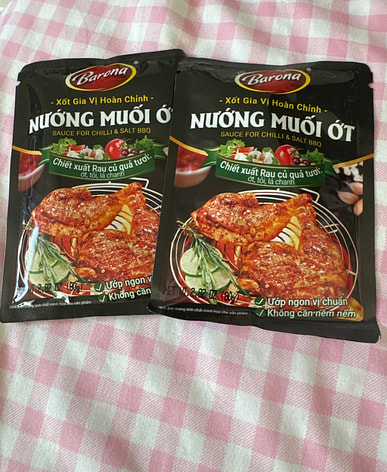 Barona
- Xốt Gia Vị Hoàn Chỉnh -
NƯỚNG MUỐI ỚT
SAUCE FOR CHILLI & SALT BBQ
Chiết xuất Rau củ quả tươi:
ớt, tỏi, lá chanh
Ướp ngon vị chuẩn
Không cần
Barona
- Xốt Gia Vị Hoàn Chỉnh -
NƯỚNG MUỐI ỚT
SAUCE FOR CHILLI & SALT BBQ
Chiết xuất Rau củ quả tươi:
ớt, tỏi, lá chanh
Ướp ngon vị chuẩn
Không cần nêm nếm